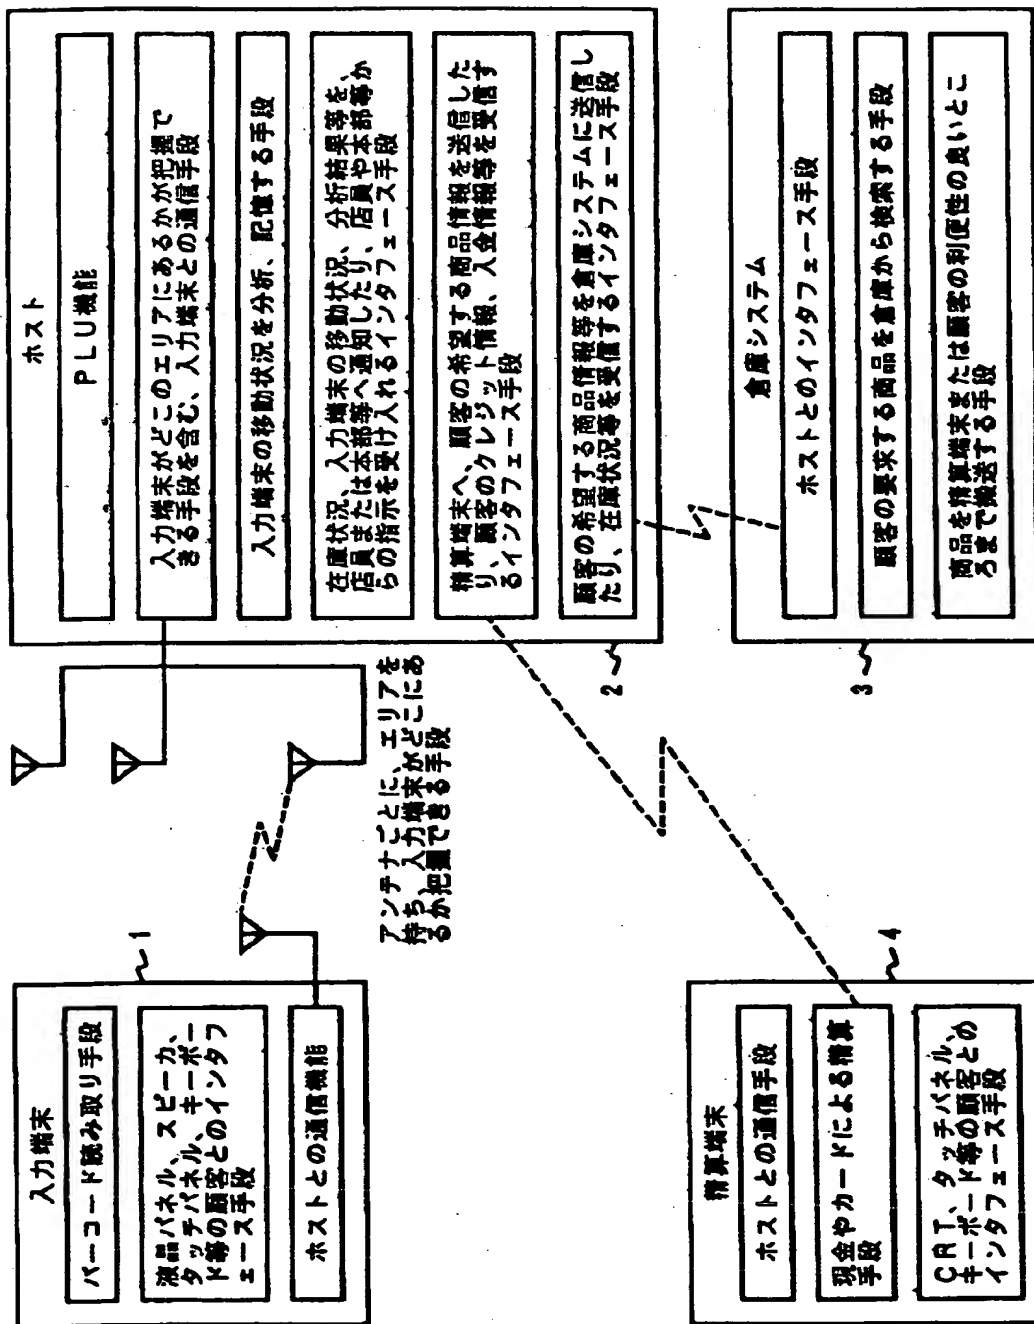 入力端末
バーコード読み取り手段
液晶パネル、スピーカ、
タッチパネル、キーボー
ド等の顧客とのインタフ
ェース手段
ホストとの通信機能
1
アンテナごとに、エリアを
持ち、入力端末がどこにあ
るか把握できる手段
ホスト
PLU機能
入力端末がどこのエリアにあるかが把握で
きる手段を含む、入力端末との通信手段
入力端末の移動状況を分析、記憶する手段
在庫状況、入力端末の移動状況、分析結果等を、
店員または本部等へ通知したり、店員や本部等か
らの指示を受け入れるインタフェース手段
精算端末へ、顧客の希望する商品情報を送信した
り、顧客のクレジット情報、入金情報等を受信す
るインタフェース手段
顧客の希望する商品情報等を倉庫システムに送信し
たり、在庫状況等を受信するインタフェース手段
2
精算端末
ホストとの通信手段
現金やカードによる精算
手段
CRT、タッチパネル、
キーボード等の顧客との
インタフェース手段
4
倉庫システム
ホストとのインタフェース手段
顧客の要求する商品を倉庫から検索する手段
商品を精算端末または顧客の利便性の良いとこ
ろまで搬送する手段
3